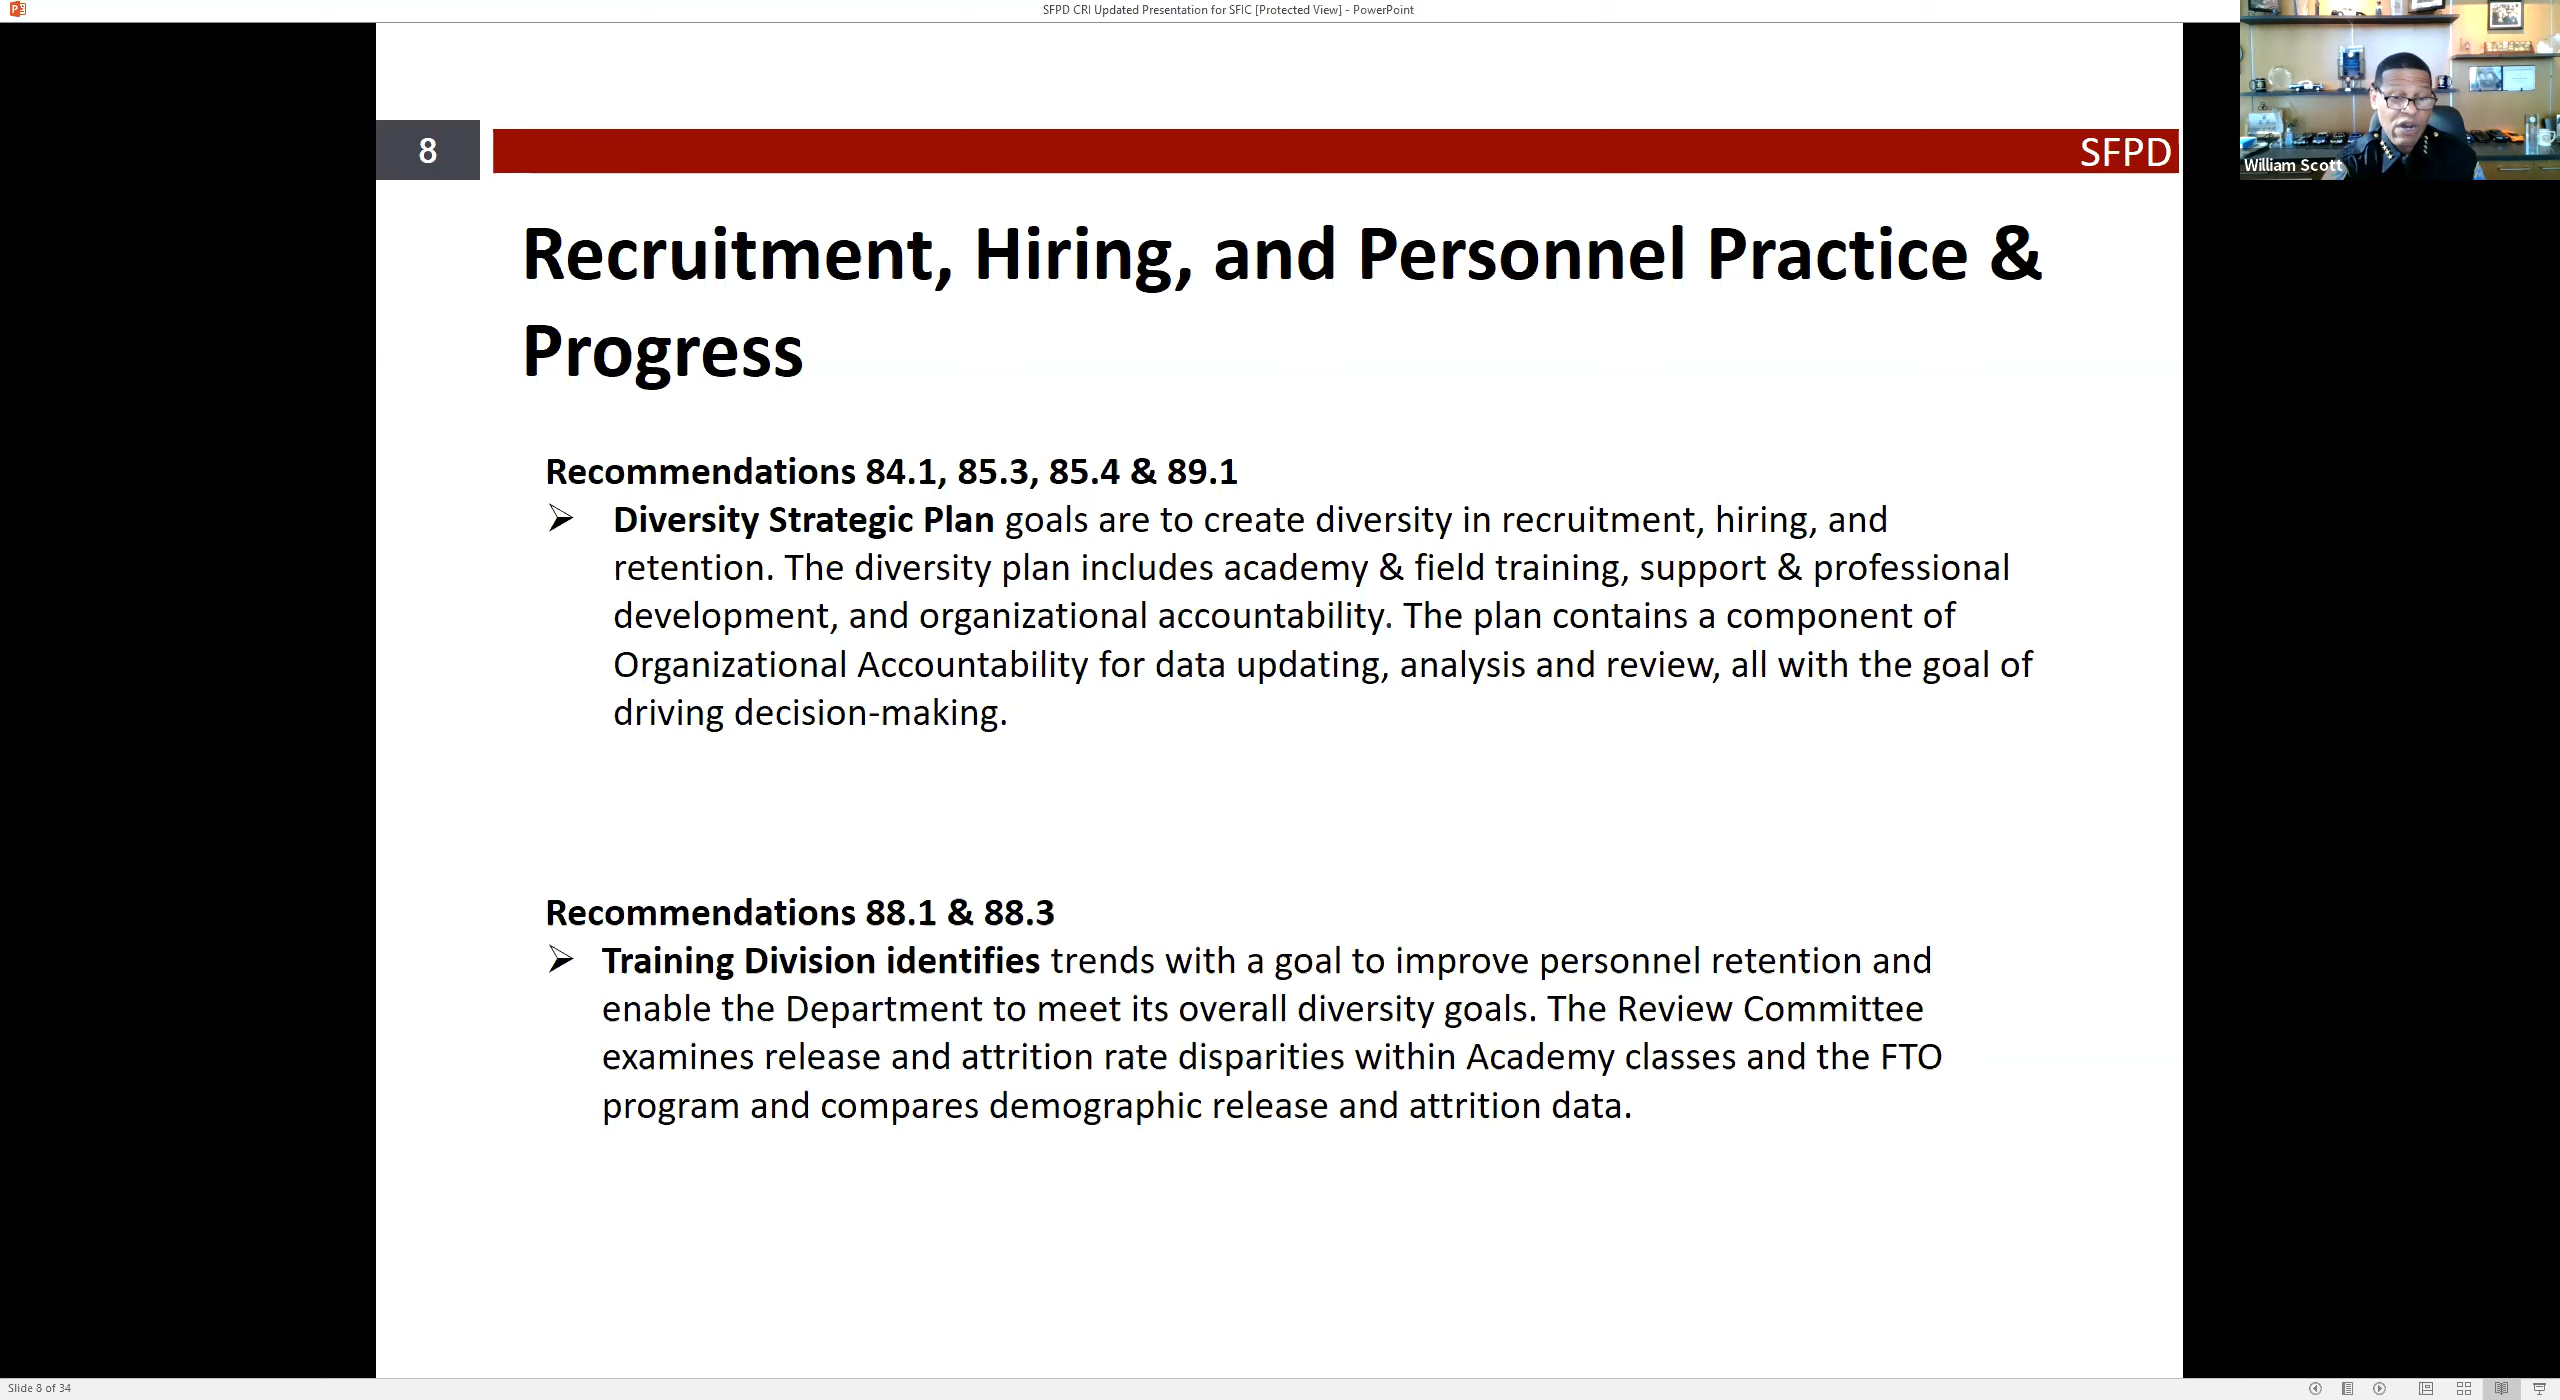 SFPD CRI Updated Presentation for SFIC [Protected View] - PowerPoint
William Scott
8
SFPD
Recruitment, Hiring, and Personnel Practice &
Progress
Recommendations 84.1, 85.3, 85.4 & 89.1
Diversity Strategic Plan goals are to create diversity in recruitment, hiring, and
retention. The diversity plan includes academy & field training, support & professional
development, and organizational accountability. The plan contains a component of
Organizational Accountability for data updating, analysis and review, all with the goal of
driving decision-making.
Recommendations 88.1 & 88.3
Training Division identifies trends with a goal to improve personnel retention and
enable the Department to meet its overall diversity goals. The Review Committee
examines release and attrition rate disparities within Academy classes and the FTO
program and compares demographic release and attrition data.
Slide 8 of 34